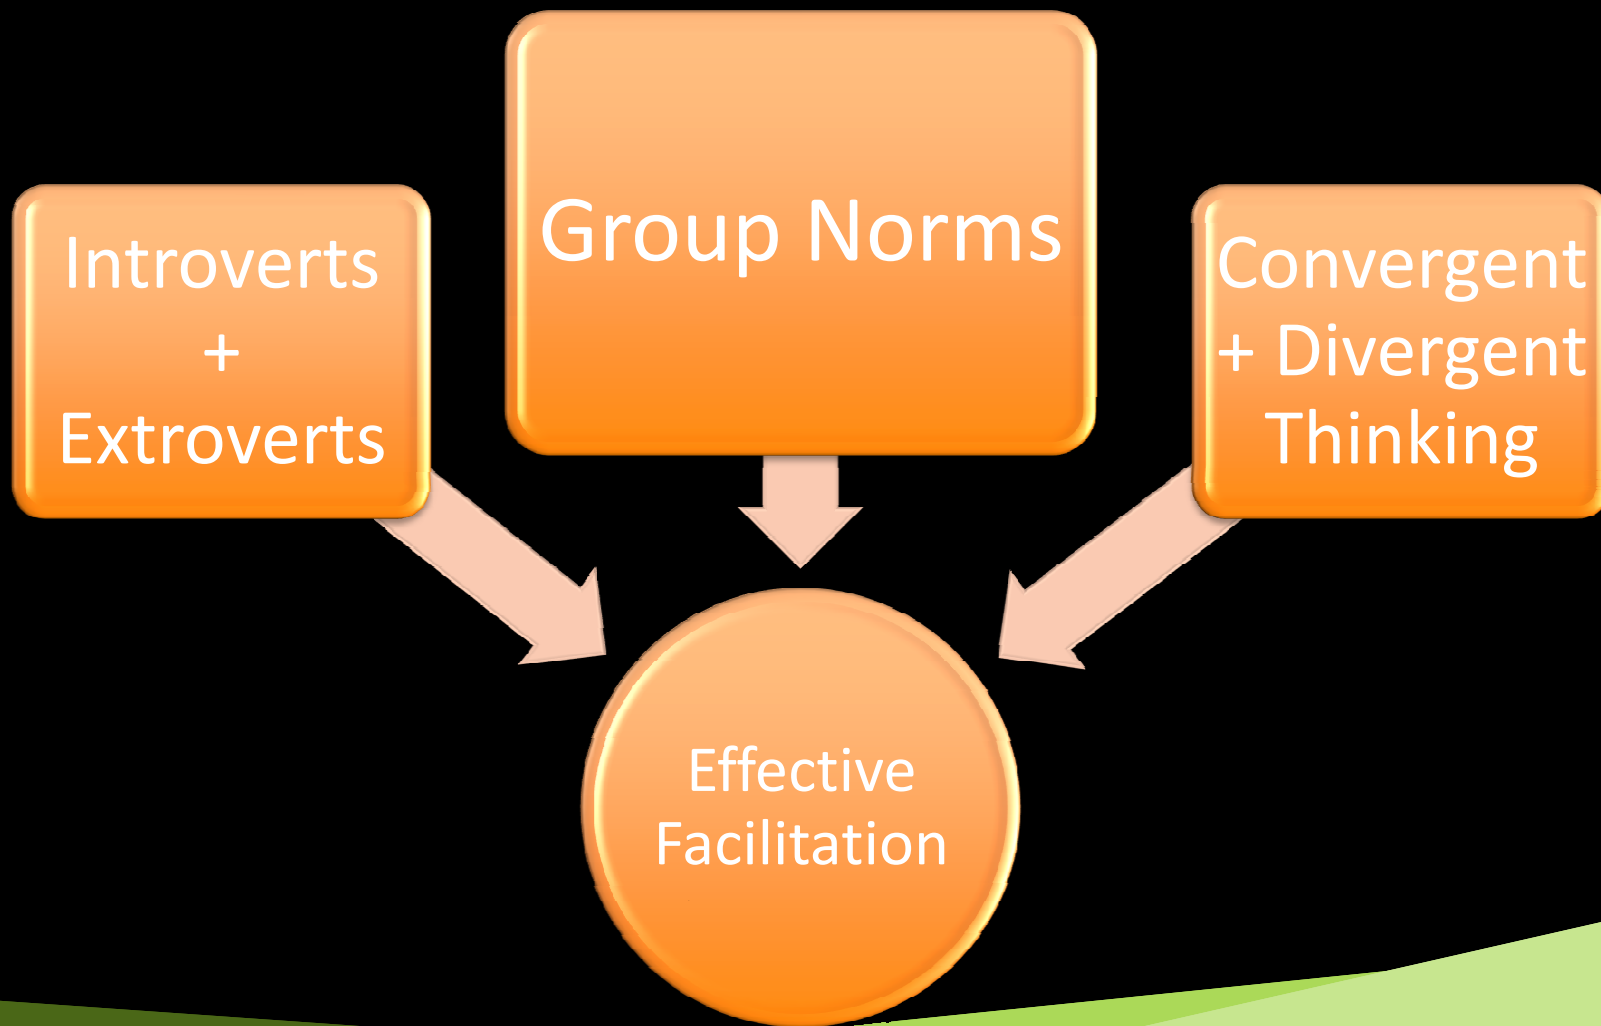 Group Norms
Introverts
+
Extroverts
Convergent
+ Divergent
Thinking
Effective
Facilitation